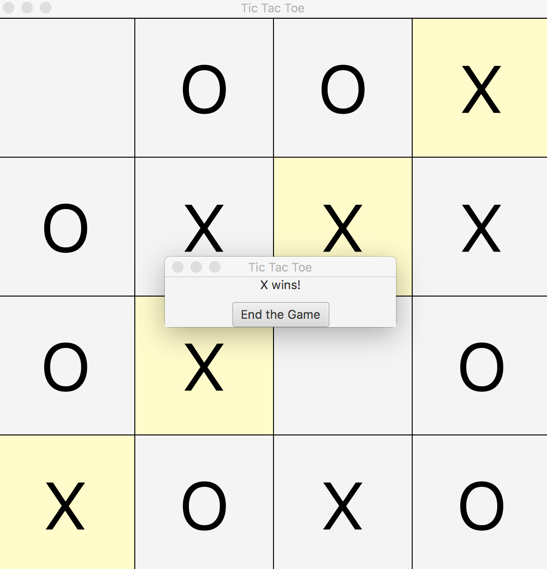 Tic Tac Toe
O O X
O X X X
Tic Tac Toe
X wins!
End the Game
O X O
X O X O